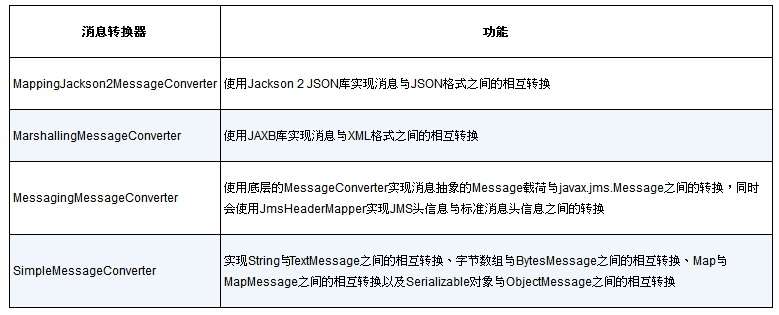 消息转换器 功能
MappingJackson2MessageConverter 使用Jackson 2 JSON库实现消息与JSON格式之间的相互转换
MarshallingMessageConverter 使用JAXB库实现消息与XML格式之间的相互转换
MessagingMessageConverter 使用底层的MessageConverter实现消息抽象的Message载荷与javax.jms.Message之间的转换，同时
会使用JmsHeaderMapper实现JMS头信息与标准消息头信息之间的转换
SimpleMessageConverter 实现String与TextMessage之间的相互转换、字节数组与BytesMessage之间的相互转换、Map与
MapMessage之间的相互转换以及Serializable对象与ObjectMessage之间的相互转换